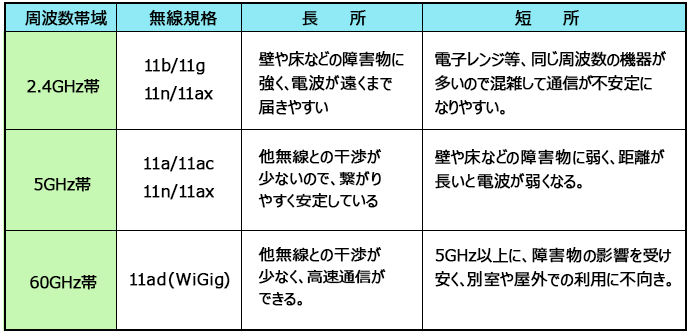 周波数帯域 無線規格 長　所 短　所
2.4GHz帯
11b/11g
11n/11ax
壁や床などの障害物に
強く、電波が遠くまで
届きやすい
電子レンジ等、同じ周波数の機器が
多いので混雑して通信が不安定に
なりやすい。
5GHz帯
11a/11ac
11n/11ax
他無線との干渉が
少ないので、繋がり
やすく安定している
壁や床などの障害物に弱く、距離が
長いと電波が弱くなる。
60GHz帯
11ad(WiGig)
他無線との干渉が
少なく、高速通信が
できる。
5GHz以上に、障害物の影響を受け
安く、別室や屋外での利用に不向き。